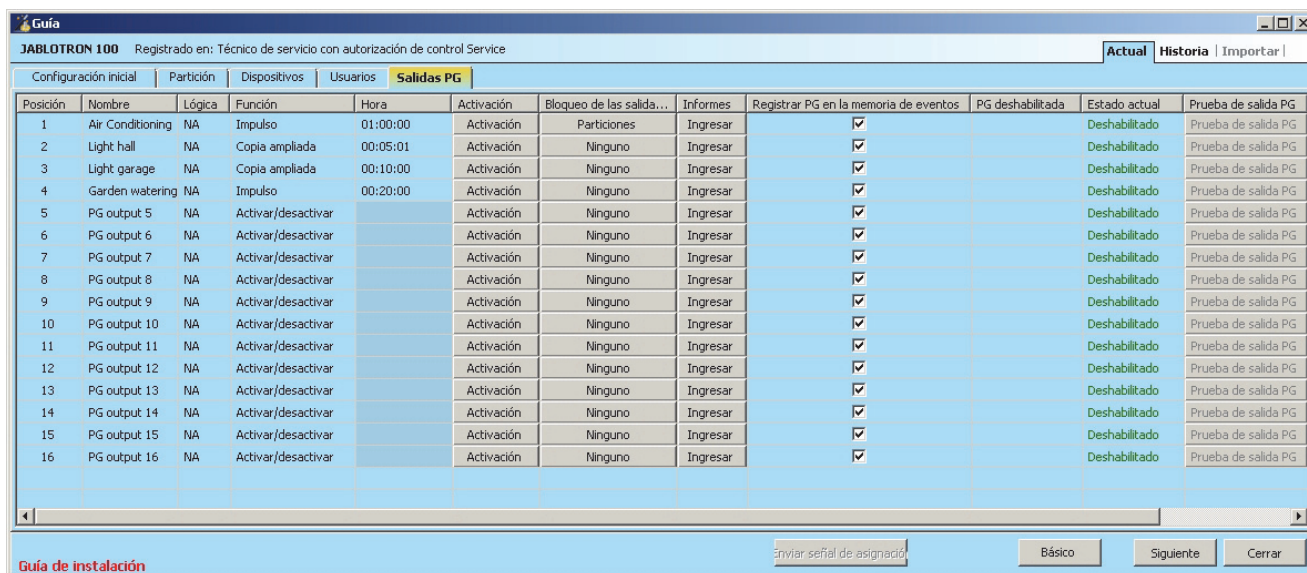 Guía
JABLOTRON 100 Registrado en: Técnico de servicio con autorización de control Service Actual Historia | Importar |
Configuración inicial Partición Dispositivos Usuarios Salidas PG
Posición Nombre Lógica Función Hora Activación Bloqueo de las salida... Informes Registrar PG en la memoria de eventos PG deshabilitada Estado actual Prueba de salida PG
1 Air Conditioning NA Impulso 01:00:00 Activación Particiones Ingresar Deshabilitado Prueba de salida PG
2 Light hall NA Copia ampliada 00:05:01 Activación Ninguno Ingresar Deshabilitado Prueba de salida PG
3 Light garage NA Copia ampliada 00:10:00 Activación Ninguno Ingresar Deshabilitado Prueba de salida PG
4 Garden watering NA Impulso 00:20:00 Activación Ninguno Ingresar Deshabilitado Prueba de salida PG
5 PG output 5 NA Activar/desactivar Activación Ninguno Ingresar Deshabilitado Prueba de salida PG
6 PG output 6 NA Activar/desactivar Activación Ninguno Ingresar Deshabilitado Prueba de salida PG
7 PG output 7 NA Activar/desactivar Activación Ninguno Ingresar Deshabilitado Prueba de salida PG
8 PG output 8 NA Activar/desactivar Activación Ninguno Ingresar Deshabilitado Prueba de salida PG
9 PG output 9 NA Activar/desactivar Activación Ninguno Ingresar Deshabilitado Prueba de salida PG
10 PG output 10 NA Activar/desactivar Activación Ninguno Ingresar Deshabilitado Prueba de salida PG
11 PG output 11 NA Activar/desactivar Activación Ninguno Ingresar Deshabilitado Prueba de salida PG
12 PG output 12 NA Activar/desactivar Activación Ninguno Ingresar Deshabilitado Prueba de salida PG
13 PG output 13 NA Activar/desactivar Activación Ninguno Ingresar Deshabilitado Prueba de salida PG
14 PG output 14 NA Activar/desactivar Activación Ninguno Ingresar Deshabilitado Prueba de salida PG
15 PG output 15 NA Activar/desactivar Activación Ninguno Ingresar Deshabilitado Prueba de salida PG
16 PG output 16 NA Activar/desactivar Activación Ninguno Ingresar Deshabilitado Prueba de salida PG
Enviar señal de asignació Básico Siguiente Cerrar
Guía de instalación